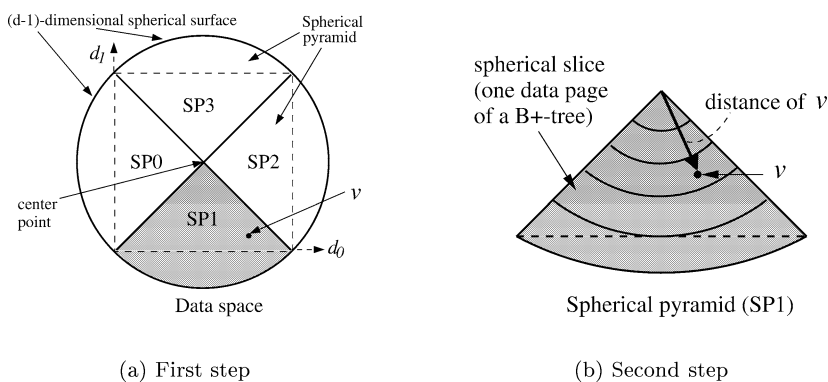 (d-1)-dimensional spherical surface
Spherical
pyramid
d1
SP3
SP0
SP2
center
point
SP1
v
d0
Data space
(a) First step
spherical slice
(one data page
of a B+-tree)
distance of v
v
Spherical pyramid (SP1)
(b) Second step